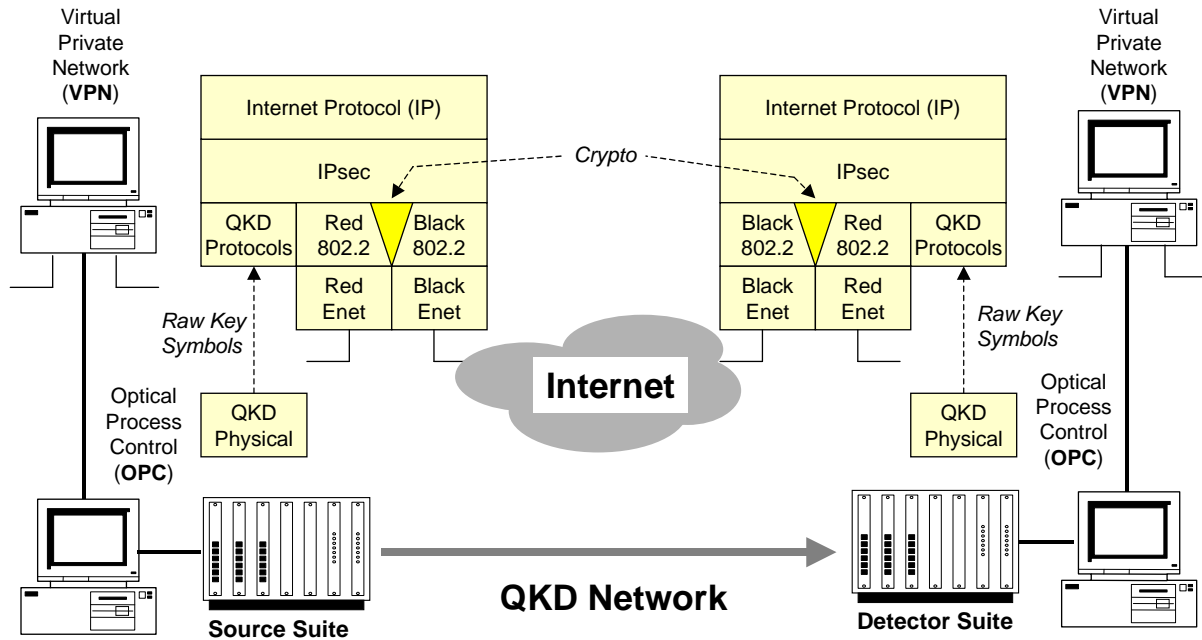 Virtual
Private
Network
(VPN)
Internet Protocol (IP)
IPsec
QKD
Protocols
Red
802.2
Black
802.2
Red
Enet
Black
Enet
Crypto
Internet Protocol (IP)
IPsec
Black
802.2
Red
802.2
QKD
Protocols
Black
Enet
Red
Enet
Virtual
Private
Network
(VPN)
Raw Key
Symbols
Internet
Raw Key
Symbols
Optical
Process
Control
(OPC)
QKD
Physical
QKD
Physical
Optical
Process
Control
(OPC)
Source Suite
QKD Network
Detector Suite